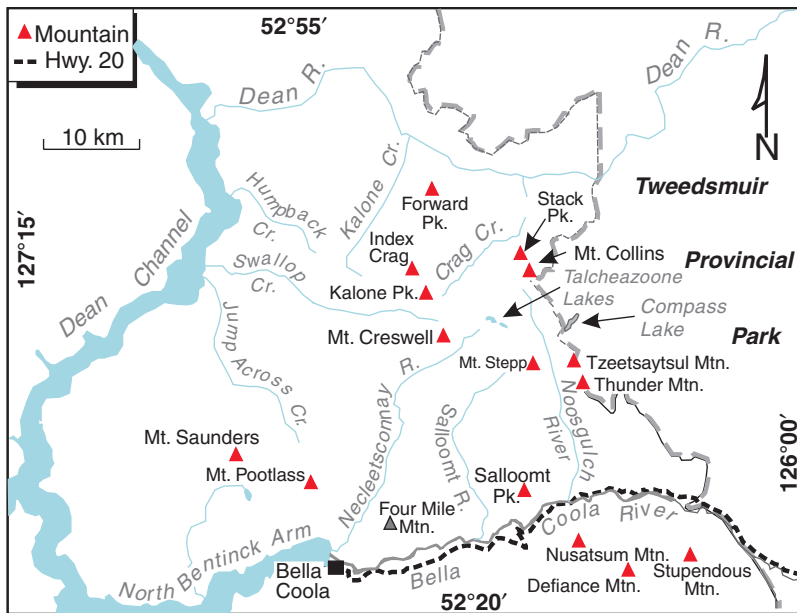 Mountain
Hwy. 20
52°55′
10 km
N
127°15′
126°00′
52°20′
Dean R.
Dean R.
Dean Channel
Humpback
Cr.
Kalone Cr.
Forward
Pk.
Stack
Pk.
Tweedsmuir
Index
Crag
Crag Cr.
Mt. Collins
Provincial
Swallop
Cr.
Kalone Pk.
Talcheazoone
Lakes
Compass
Lake
Park
Jump Across Cr.
Mt. Creswell
Mt. Stepp
Tzeetsaytsul Mtn.
Thunder Mtn.
Necleetsconnay R.
Salloomt R.
Noosgulch
River
Mt. Saunders
Mt. Pootlass
Salloomt
Pk.
Four Mile
Mtn.
North Bentinck Arm
Bella
Coola
Bella Coola River
Nusatsum Mtn.
Defiance Mtn.
Stupendous
Mtn.